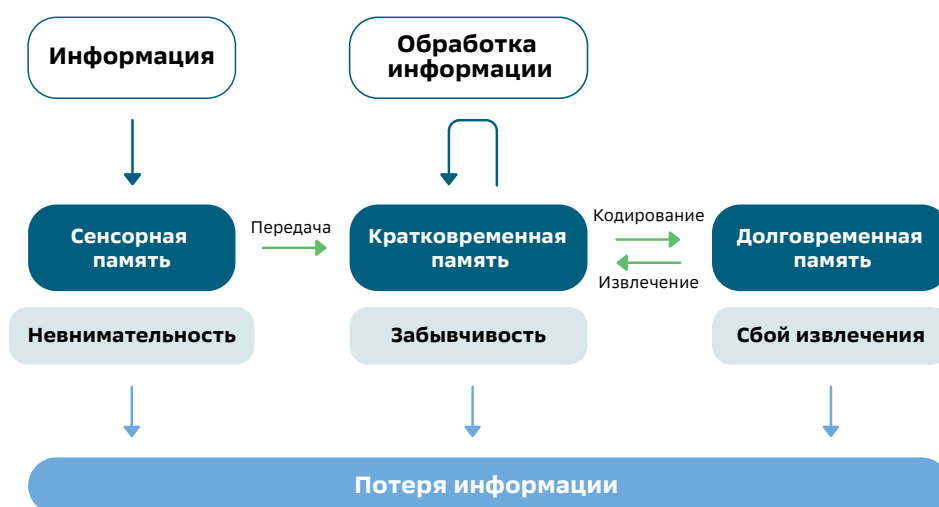 Информация
Обработка
информации
Сенсорная
память
Передача
Кратковременная
память
Кодирование
Извлечение
Долговременная
память
Невнимательность
Забывчивость
Сбой извлечения
Потеря информации